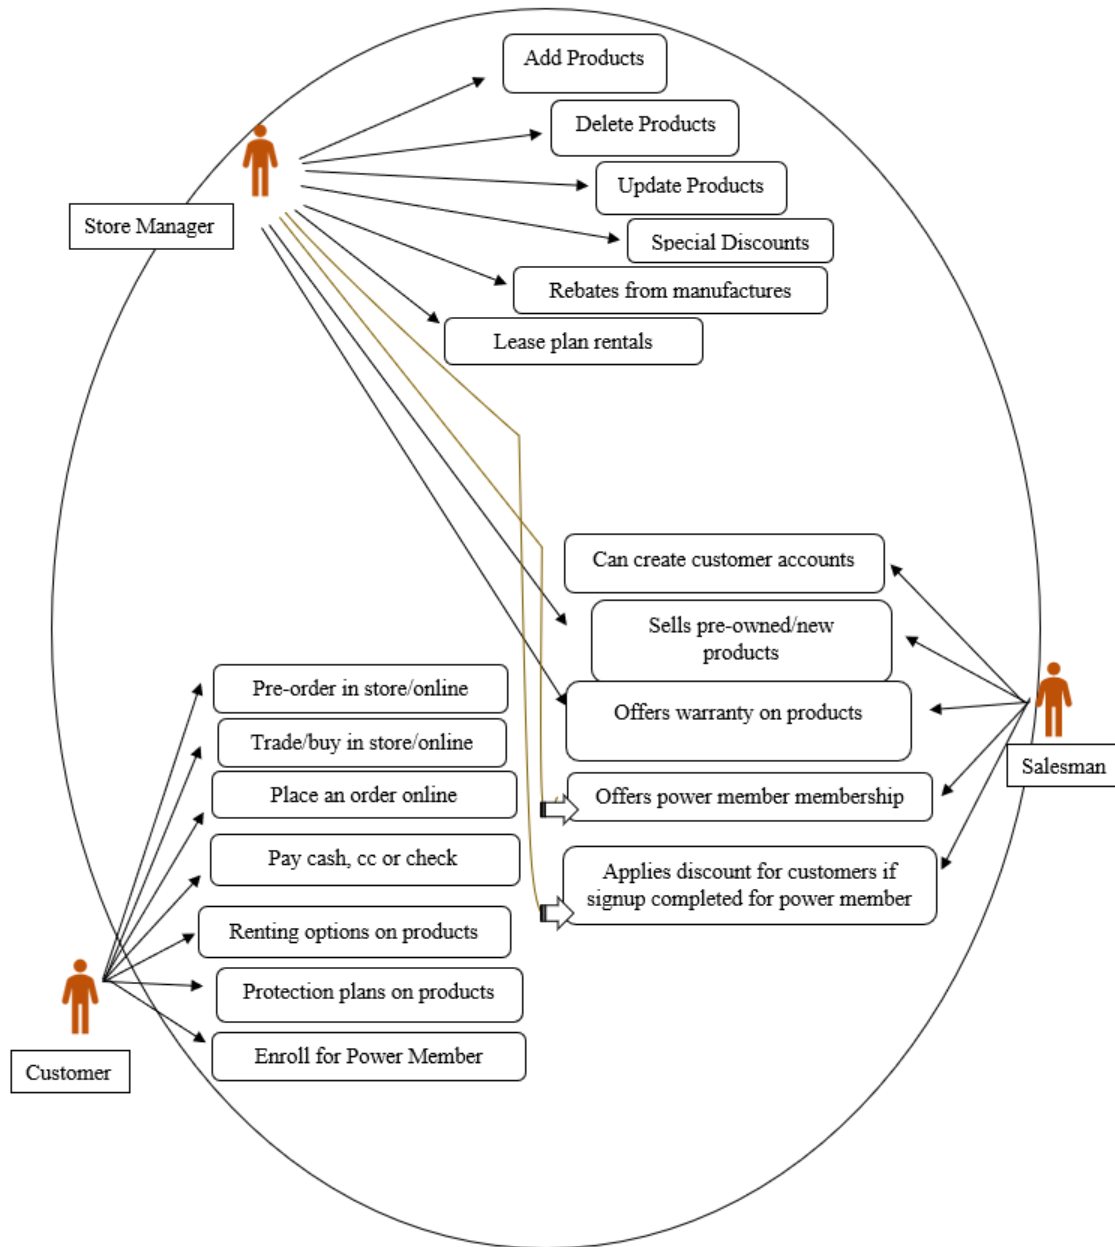 Add Products
Delete Products
Update Products
Store Manager
Special Discounts
Rebates from manufactures
Lease plan rentals
Can create customer accounts
Sells pre-owned/new
products
Offers warranty on products
Offers power member membership
Applies discount for customers if
signup completed for power member
Salesman
Pre-order in store/online
Trade/buy in store/online
Place an order online
Pay cash, cc or check
Renting options on products
Protection plans on products
Enroll for Power Member
Customer